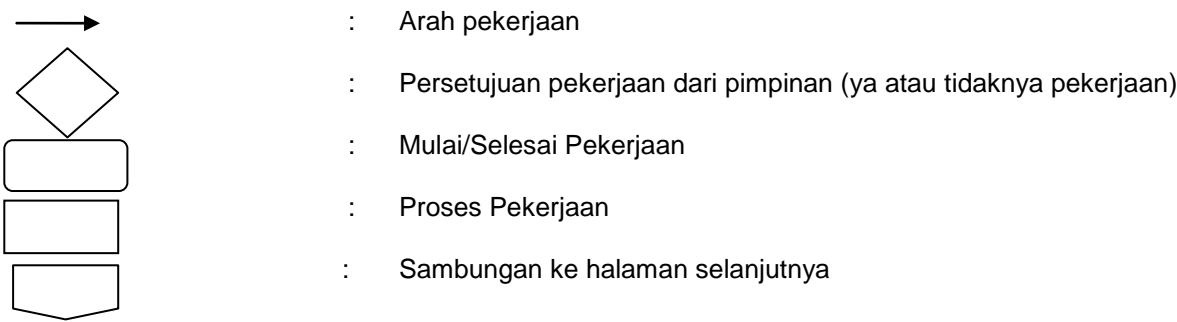 : Arah pekerjaan
: Persetujuan pekerjaan dari pimpinan (ya atau tidaknya pekerjaan)
: Mulai/Selesai Pekerjaan
: Proses Pekerjaan
: Sambungan ke halaman selanjutnya